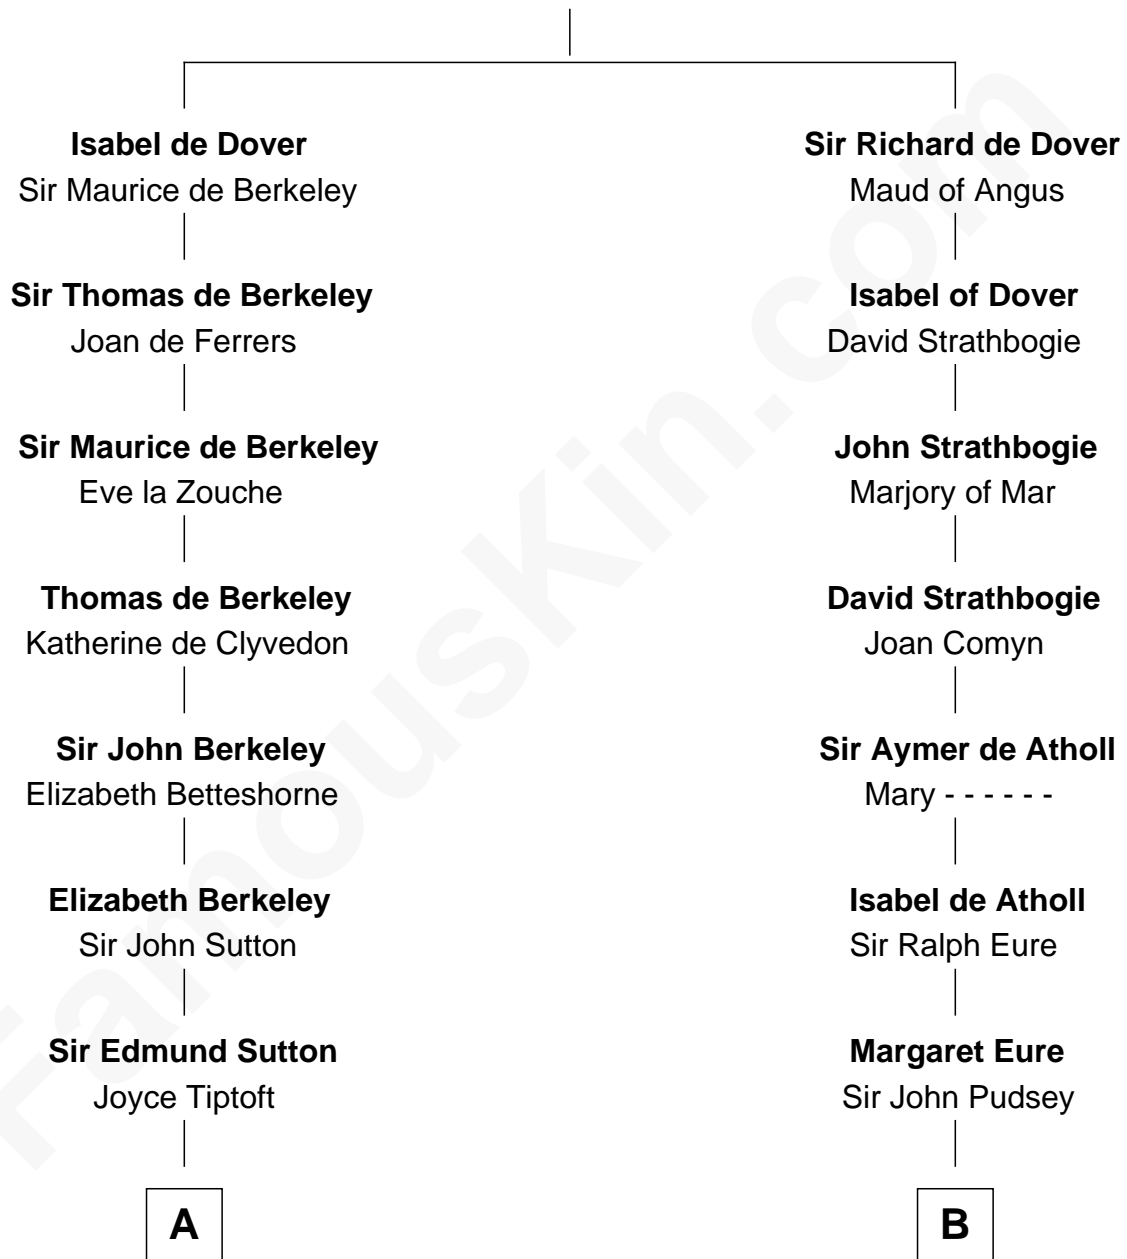 Isabel de Dover
Sir Maurice de Berkeley
Sir Thomas de Berkeley
Joan de Ferrers
Sir Maurice de Berkeley
Eve la Zouche
Thomas de Berkeley
Katherine de Clyvedon
Sir John Berkeley
Elizabeth Betteshorne
Elizabeth Berkeley
Sir John Sutton
Sir Edmund Sutton
Joyce Tiptoft
A
Sir Richard de Dover
Maud of Angus
Isabel of Dover
David Strathbogie
John Strathbogie
Marjory of Mar
David Strathbogie
Joan Comyn
Sir Aymer de Atholl
Mary - - - - - -
Isabel de Atholl
Sir Ralph Eure
Margaret Eure
Sir John Pudsey
B
FamousKin.com